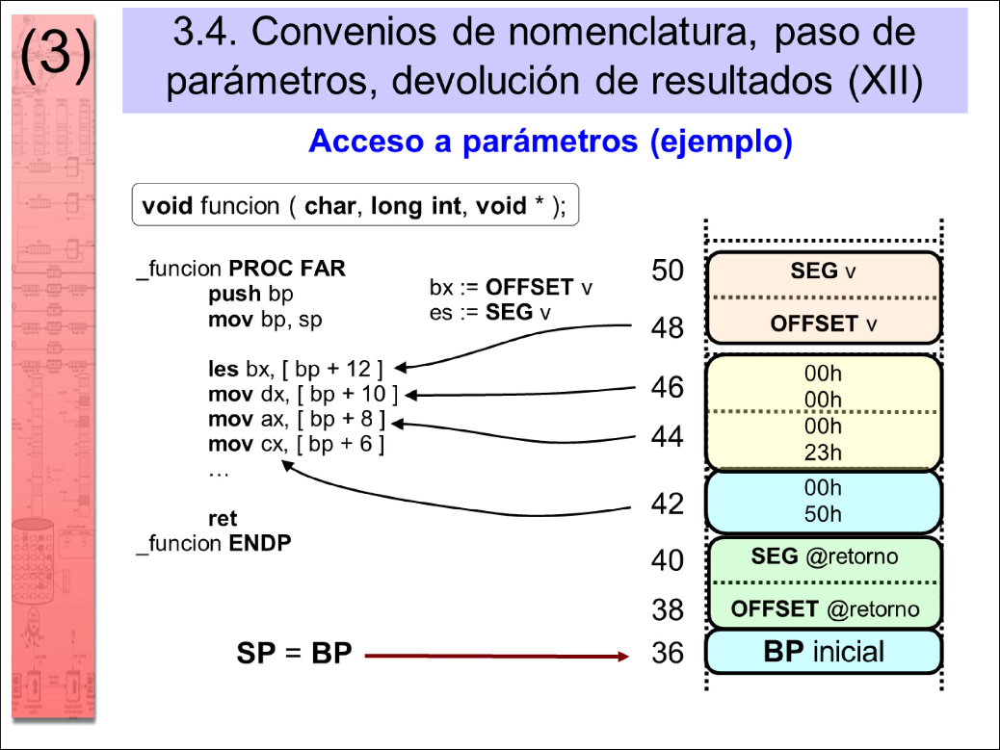 (3)
3.4. Convenios de nomenclatura, paso de
parámetros, devolución de resultados (XII)
Acceso a parámetros (ejemplo)
void funcion ( char, long int, void * );
_funcion PROC FAR
push bp
mov bp, sp
les bx, [ bp + 12 ]
mov dx, [ bp + 10 ]
mov ax, [ bp + 8 ]
mov cx, [ bp + 6 ]
…
ret
_funcion ENDP
bx := OFFSET v
es := SEG v
SP = BP
50
SEG v
48
OFFSET v
46
00h
00h
44
00h
23h
42
00h
50h
40
SEG @retorno
38
OFFSET @retorno
36
BP inicial